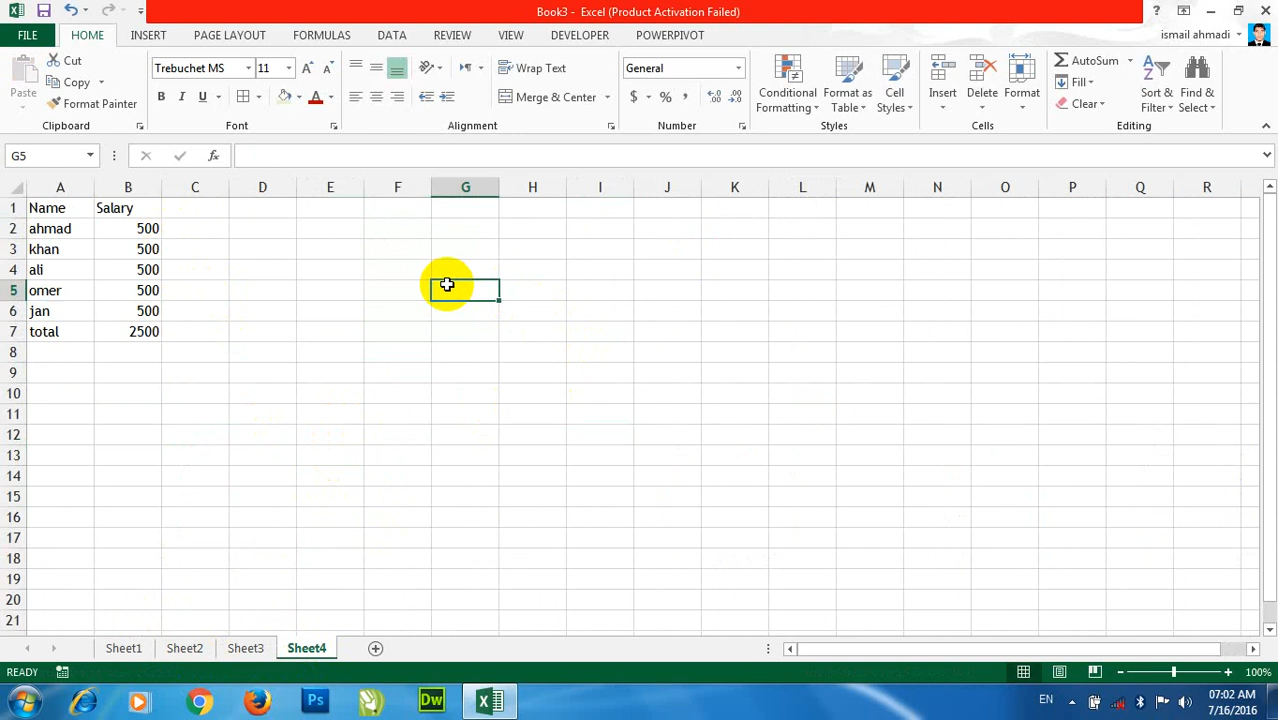 Book3 - Excel (Product Activation Failed)
FILE HOME INSERT PAGE LAYOUT FORMULAS DATA REVIEW VIEW DEVELOPER POWERPIVOT ismail ahmadi
Paste
Cut
Copy
Format Painter
Clipboard
Trebuchet MS 11
B I U
Font
Wrap Text
Merge & Center
Alignment
General
$ % ,
Number
Conditional Formatting
Format as Table
Cell Styles
Styles
Insert Delete Format
Cells
AutoSum
Fill
Clear
Sort & Filter
Find & Select
Editing
G5 fx
A B C D E F G H I J K L M N O P Q R
1 Name Salary
2 ahmad 500
3 khan 500
4 ali 500
5 omer 500
6 jan 500
7 total 2500
8
9
10
11
12
13
14
15
16
17
18
19
20
21
Sheet1 Sheet2 Sheet3 Sheet4
READY 100%
Ps Dw EN 07:02 AM
7/16/2016